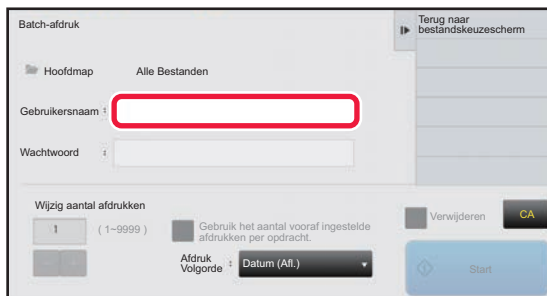 Batch-afdruk
Terug naar
bestandskeuzescherm
Hoofdmap
Alle Bestanden
Gebruikersnaam :
Wachtwoord :
Wijzig aantal afdrukken
1
( 1~9999 )
Gebruik het aantal vooraf ingestelde
afdrukken per opdracht.
Afdruk
Volgorde :
Datum (Afl.)
Verwijderen
CA
Start